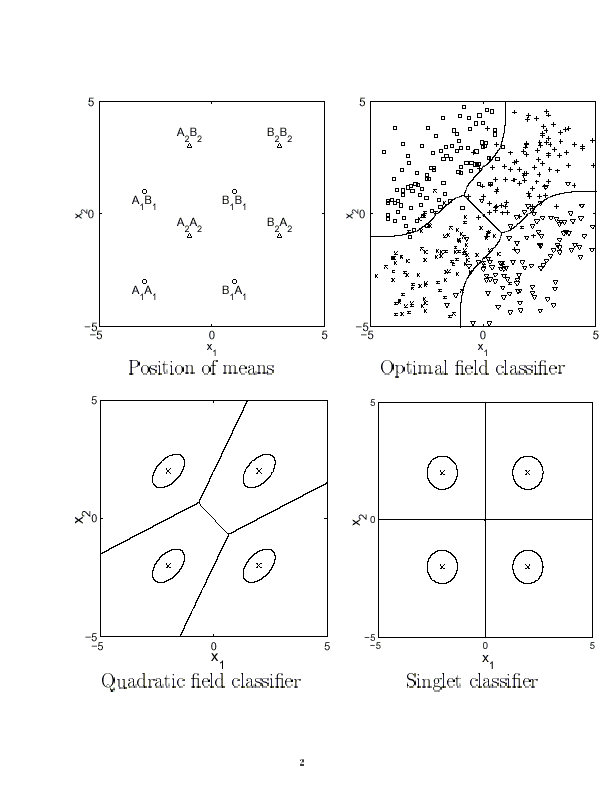 5
A2B2
B2B2
A1B1
B1B1
x2
0
A2A2
B2A2
A1A1
B1A1
−5
−5
0
5
x1
Position of means
5
x2
0
−5
−5
0
5
x1
Optimal field classifier
5
x2
0
−5
−5
0
5
x1
Quadratic field classifier
5
x2
0
−5
−5
0
5
x1
Singlet classifier
2